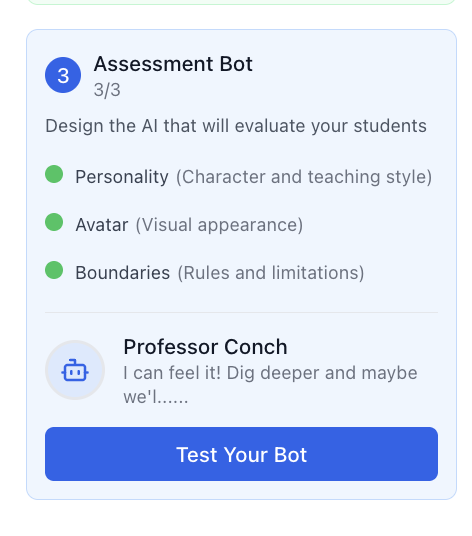 3
Assessment Bot
3/3
Design the AI that will evaluate your students
Personality (Character and teaching style)
Avatar (Visual appearance)
Boundaries (Rules and limitations)
Professor Conch
I can feel it! Dig deeper and maybe
we'l......
Test Your Bot